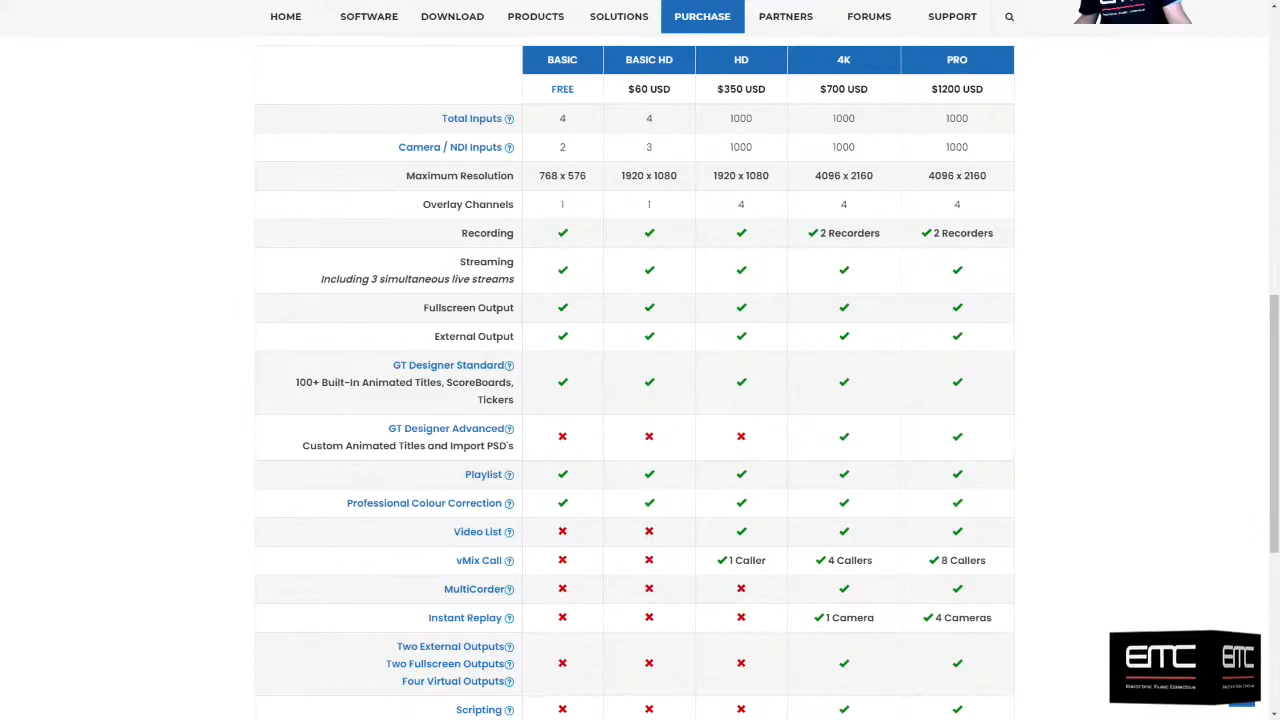 HOME SOFTWARE DOWNLOAD PRODUCTS SOLUTIONS PURCHASE PARTNERS FORUMS SUPPORT
BASIC BASIC HD HD 4K PRO
FREE $60 USD $350 USD $700 USD $1200 USD
Total Inputs 4 4 1000 1000 1000
Camera / NDI Inputs 2 3 1000 1000 1000
Maximum Resolution 768 x 576 1920 x 1080 1920 x 1080 4096 x 2160 4096 x 2160
Overlay Channels 1 1 4 4 4
Recording 2 Recorders 2 Recorders
Streaming
Including 3 simultaneous live streams
Fullscreen Output
External Output
GT Designer Standard
100+ Built-In Animated Titles, ScoreBoards,
Tickers
GT Designer Advanced
Custom Animated Titles and Import PSD's
Playlist
Professional Colour Correction
Video List
vMix Call 1 Caller 4 Callers 8 Callers
MultiCorder
Instant Replay 1 Camera 4 Cameras
Two External Outputs
Two Fullscreen Outputs
Four Virtual Outputs
Scripting
EMC
Electronic Music Collective
EMC